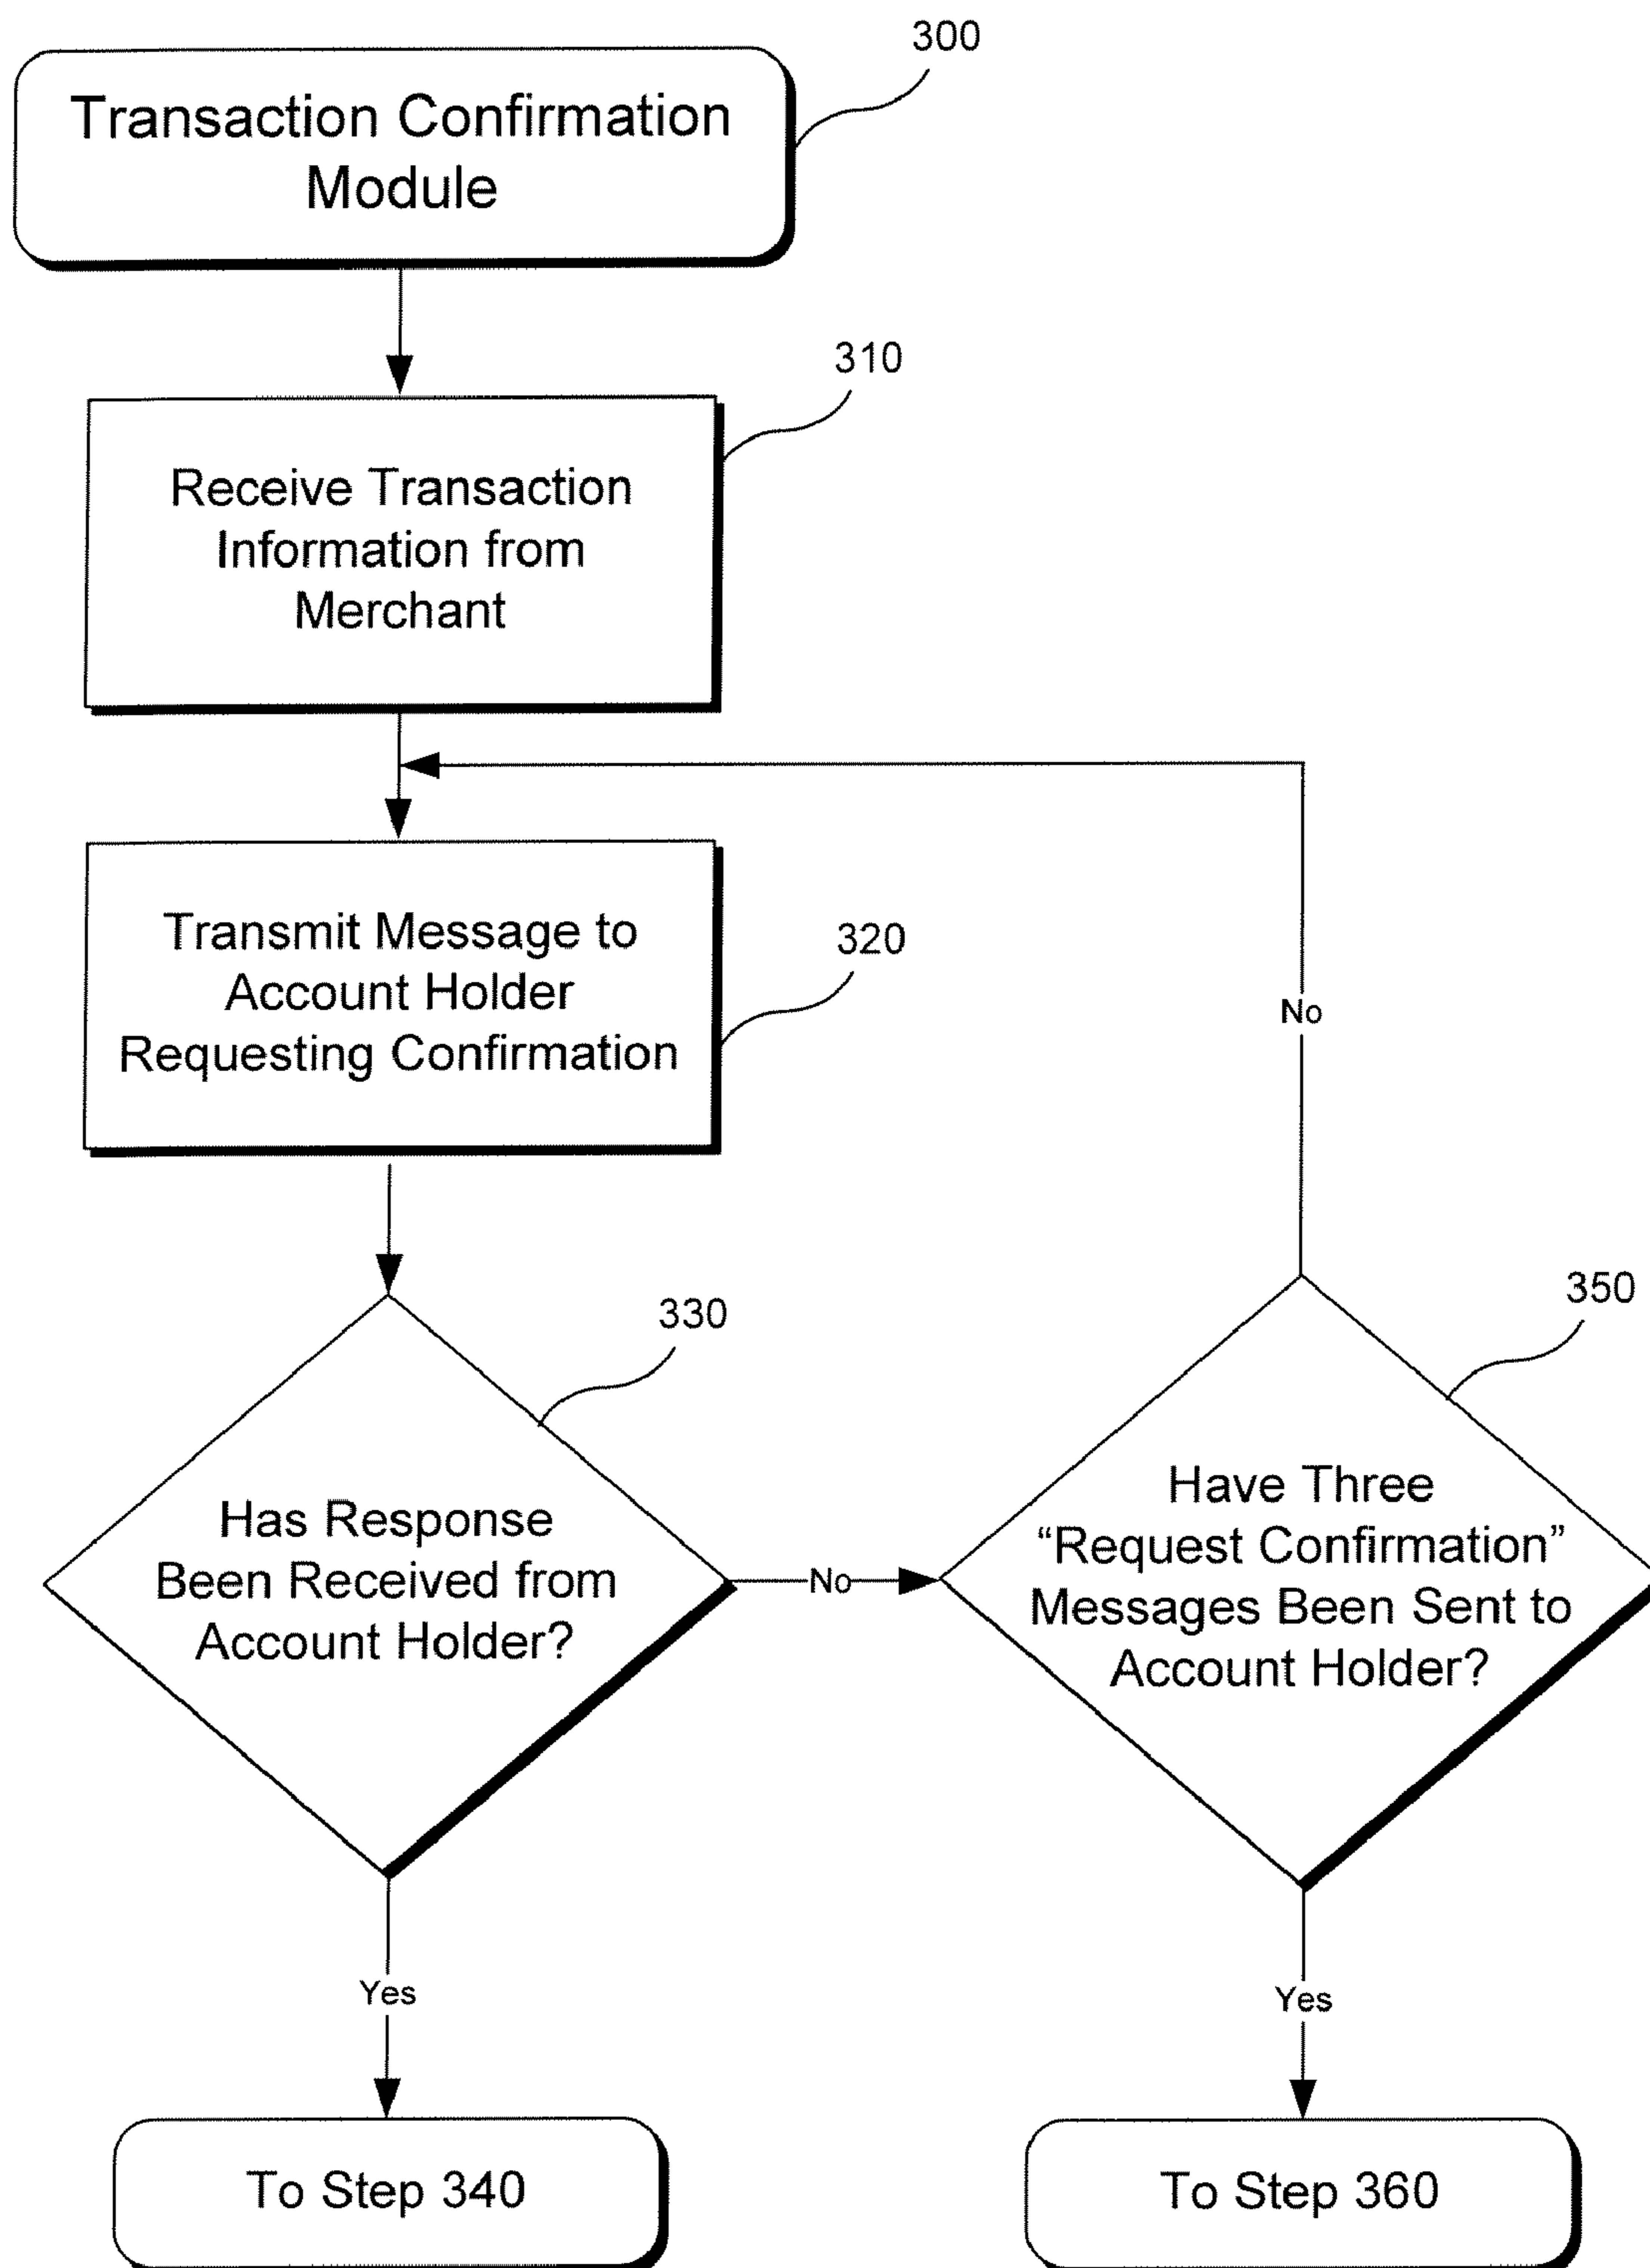 300
Transaction Confirmation
Module
310
Receive Transaction
Information from
Merchant
320
Transmit Message to
Account Holder
Requesting Confirmation
No
330
350
Has Response
Been Received from
Account Holder?
No
Have Three
“Request Confirmation”
Messages Been Sent to
Account Holder?
Yes
Yes
To Step 340
To Step 360